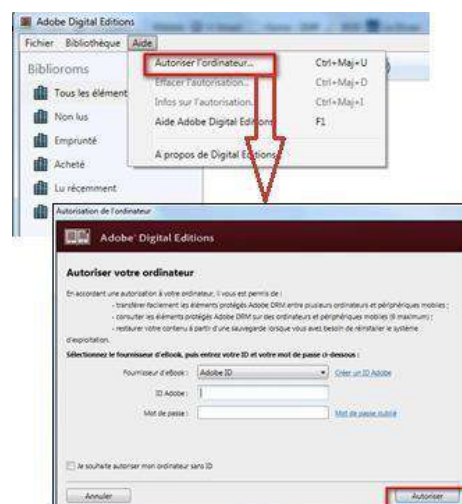 Adobe Digital Editions
Fichier Bibliothèque Aide
Autoriser l'ordinateur... Ctrl+Maj+U
Effacer l'autorisation... Ctrl+Maj+D
Infos sur l'autorisation... Ctrl+Maj+I
Aide Adobe Digital Editions F1
A propos de Digital Editions
Biblioroms
Tous les élément
Non lus
Emprunté
Acheté
Lu récemment
Autorisation de l'ordinateur
Adobe Digital Editions
Autoriser votre ordinateur
En accordant une autorisation à votre ordinateur, il vous est permis de :
- transférer facilement les éléments protégés Adobe DRM entre plusieurs ordinateurs et périphériques mobiles ;
- consulter les éléments protégés Adobe DRM sur des ordinateurs et périphériques mobiles (6 maximum) ;
- restaurer votre contenu à partir d'une sauvegarde lorsque vous avez besoin de réinstaller le système
d'exploitation.
Sélectionnez le fournisseur d'eBook, puis entrez votre ID et votre mot de passe ci-dessous :
Fournisseur d'eBook : Adobe ID Créer un ID Adobe
ID Adobe :
Mot de passe : Mot de passe oublié
Je souhaite autoriser mon ordinateur sans ID
Annuler Autoriser